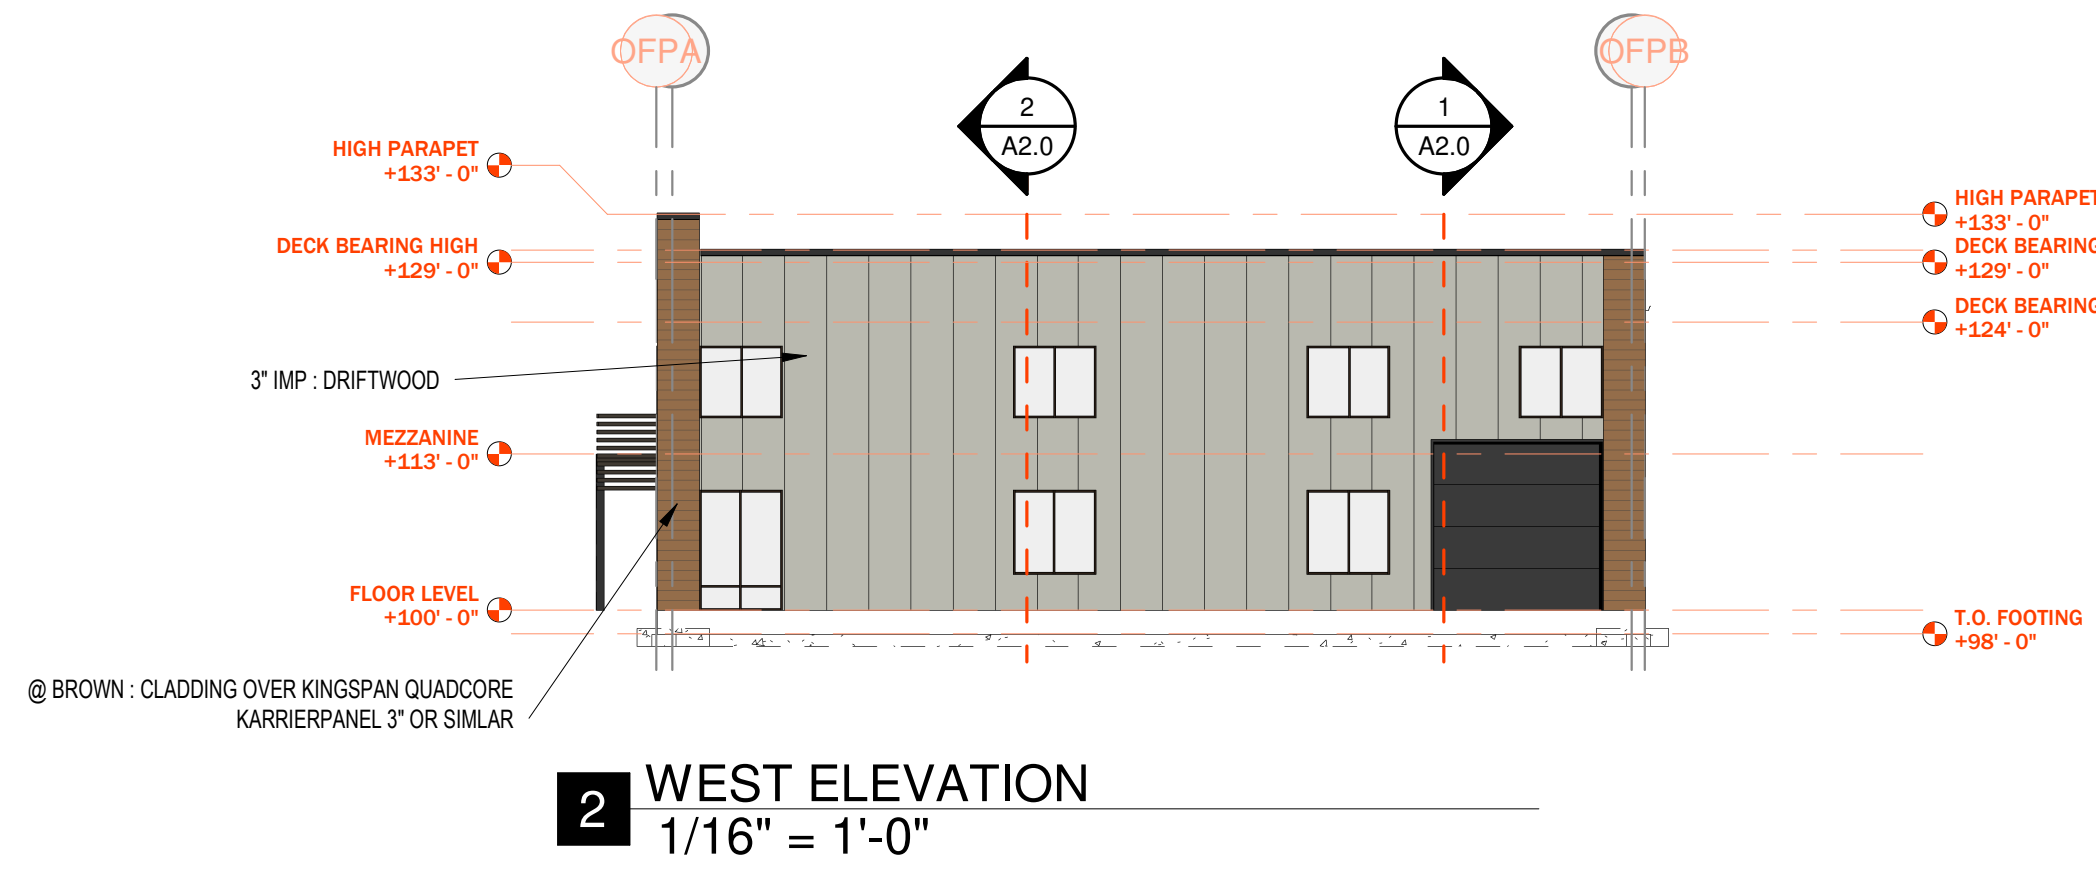 OFPA
OFPB
2
A2.0
1
A2.0
HIGH PARAPET
+133' - 0"
DECK BEARING HIGH
+129' - 0"
3" IMP : DRIFTWOOD
MEZZANINE
+113' - 0"
FLOOR LEVEL
+100' - 0"
@ BROWN : CLADDING OVER KINGSPAN QUADCORE
KARRIERPANEL 3" OR SIMLAR
HIGH PARAPET
+133' - 0"
DECK BEARING
+129' - 0"
DECK BEARING
+124' - 0"
T.O. FOOTING
+98' - 0"
2
WEST ELEVATION
1/16" = 1'-0"